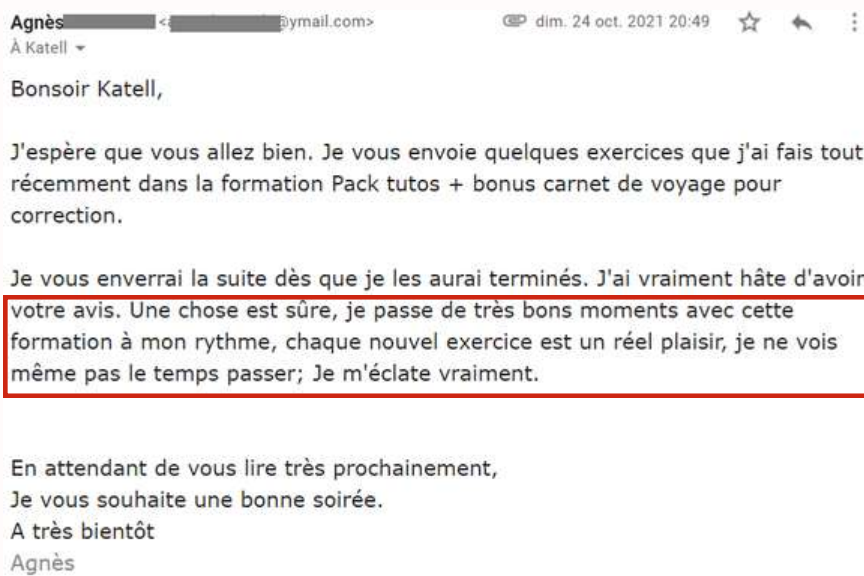 Agnès < @ymail.com> dim. 24 oct. 2021 20:49
À Katell
Bonsoir Katell,
J'espère que vous allez bien. Je vous envoie quelques exercices que j'ai fais tout
récemment dans la formation Pack tutos + bonus carnet de voyage pour
correction.
Je vous enverrai la suite dès que je les aurai terminés. J'ai vraiment hâte d'avoir
votre avis. Une chose est sûre, je passe de très bons moments avec cette
formation à mon rythme, chaque nouvel exercice est un réel plaisir, je ne vois
même pas le temps passer; Je m'éclate vraiment.
En attendant de vous lire très prochainement,
Je vous souhaite une bonne soirée.
A très bientôt
Agnès